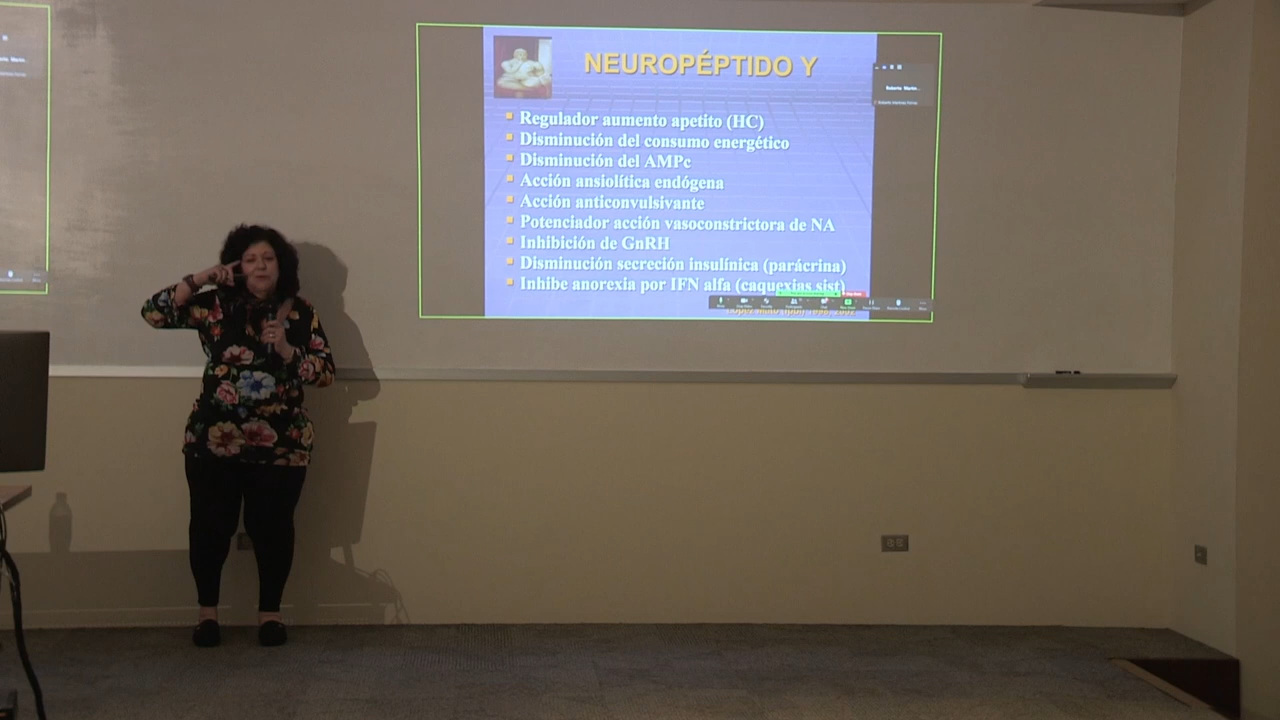 NEUROPÉPTIDO Y
Regulador aumento apetito (HC)
Disminución del consumo energético
Disminución del AMPc
Acción ansiolítica endógena
Acción anticonvulsivante
Potenciador acción vasoconstrictora de NA
Inhibición de GnRH
Disminución secreción insulínica (parácrina)
Inhibe anorexia por IFN alfa (caquexias sist)